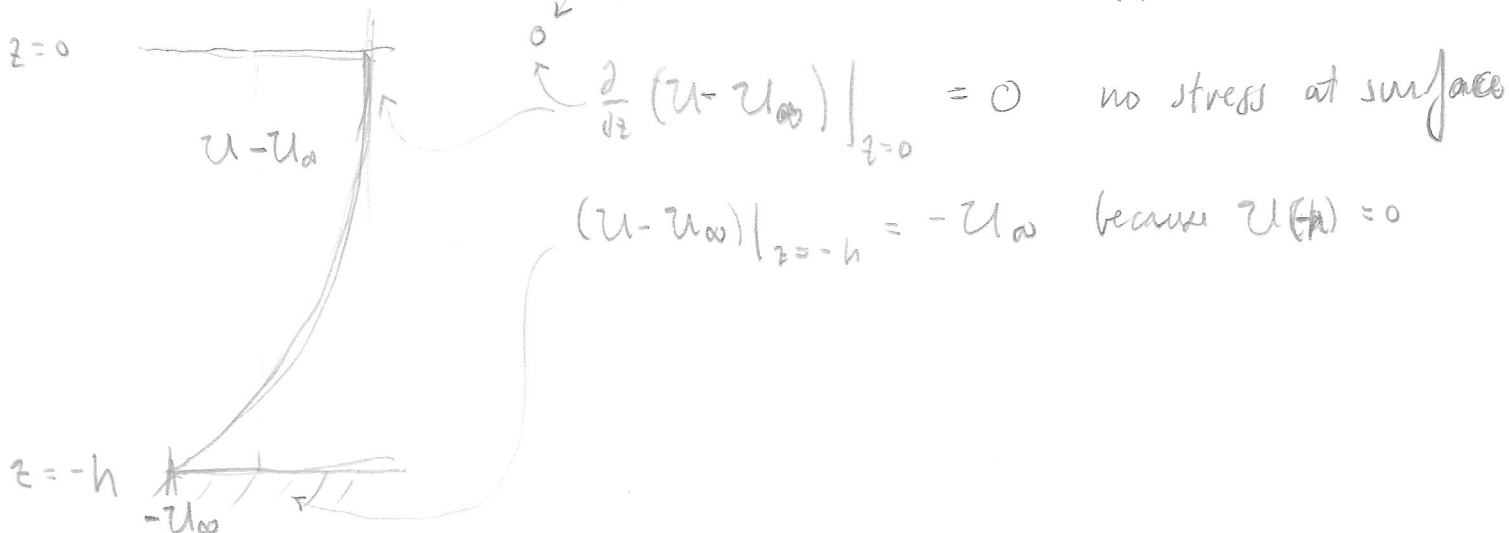 z = 0
0
∂/∂z (U - U∞)|z=0 = 0 no stress at surface
U - U∞
(U - U∞)|z=-h = - U∞ because U(-h) = 0
z = -h
-U∞